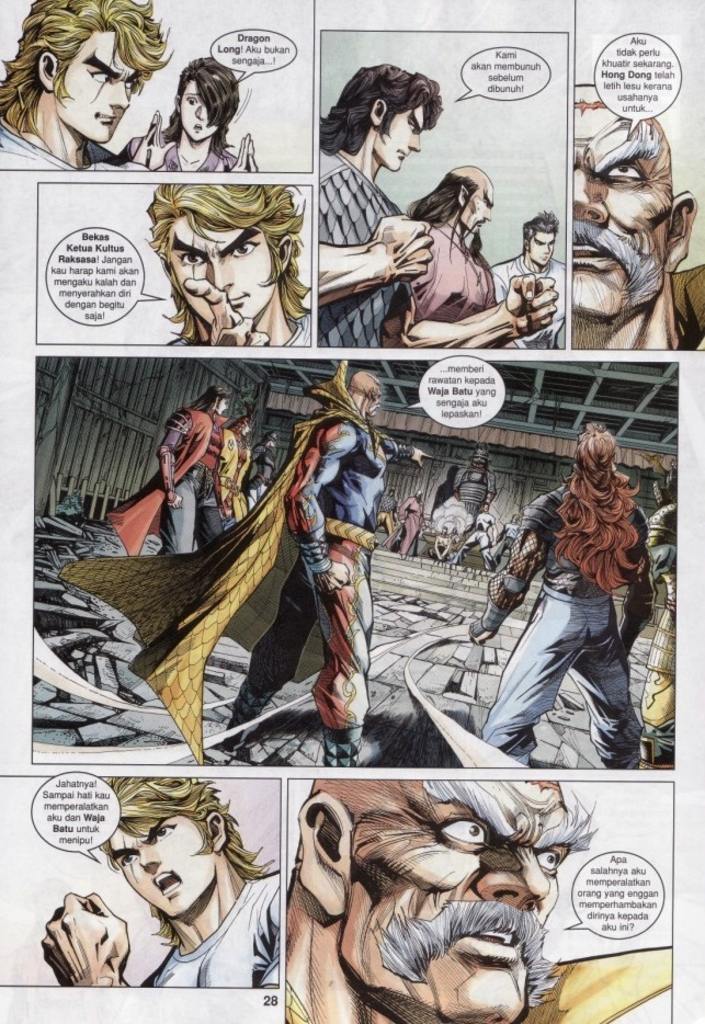 Dragon
Long! Aku bukan
sengaja...!
Kami
akan membunuh
sebelum
dibunuh!
Aku
tidak perlu
khuatir sekarang.
Hong Dong telah
letih lesu kerana
usahanya
untuk...
Bekas
Ketua Kultus
Raksasa! Jangan
kau harap kami akan
mengaku kalah dan
menyerahkan diri
dengan begitu
saja!
...memberi
rawatan kepada
Waja Batu yang
sengaja aku
lepaskan!
Jahatnya!
Sampai hati kau
memperalatkan
aku dan Waja
Batu untuk
menipu!
Apa
salahnya aku
memperalatkan
orang yang enggan
memperhambakan
dirinya kepada
aku ini?
28